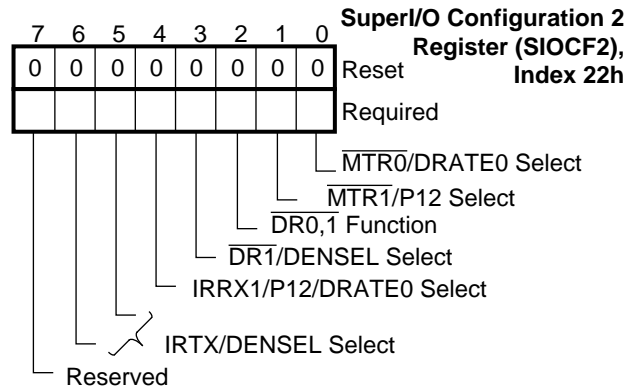 SuperI/O Configuration 2
Register (SIOCF2),
Index 22h
7 6 5 4 3 2 1 0
0 0 0 0 0 0 0 0 Reset
Required
MTR0/DRATE0 Select
MTR1/P12 Select
DR0,1 Function
DR1/DENSEL Select
IRRX1/P12/DRATE0 Select
IRTX/DENSEL Select
Reserved